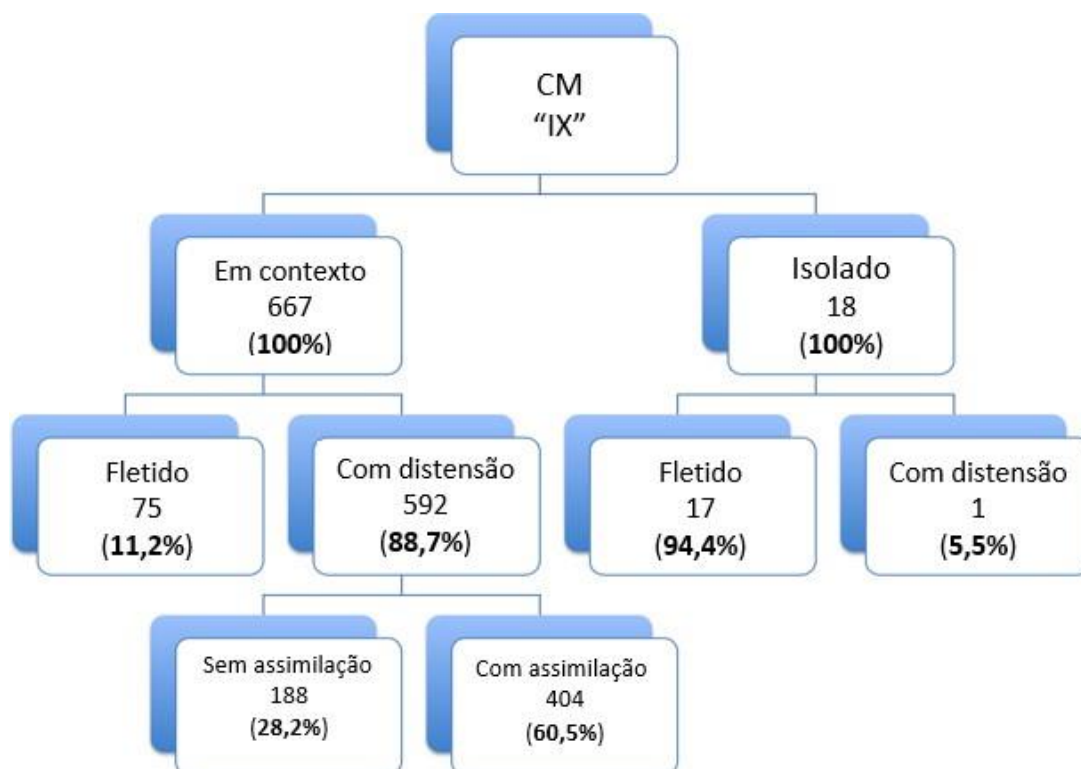 CM
“IX”
Em contexto
667
(100%)
Isolado
18
(100%)
Fletido
75
(11,2%)
Com distensão
592
(88,7%)
Fletido
17
(94,4%)
Com distensão
1
(5,5%)
Sem assimilação
188
(28,2%)
Com assimilação
404
(60,5%)